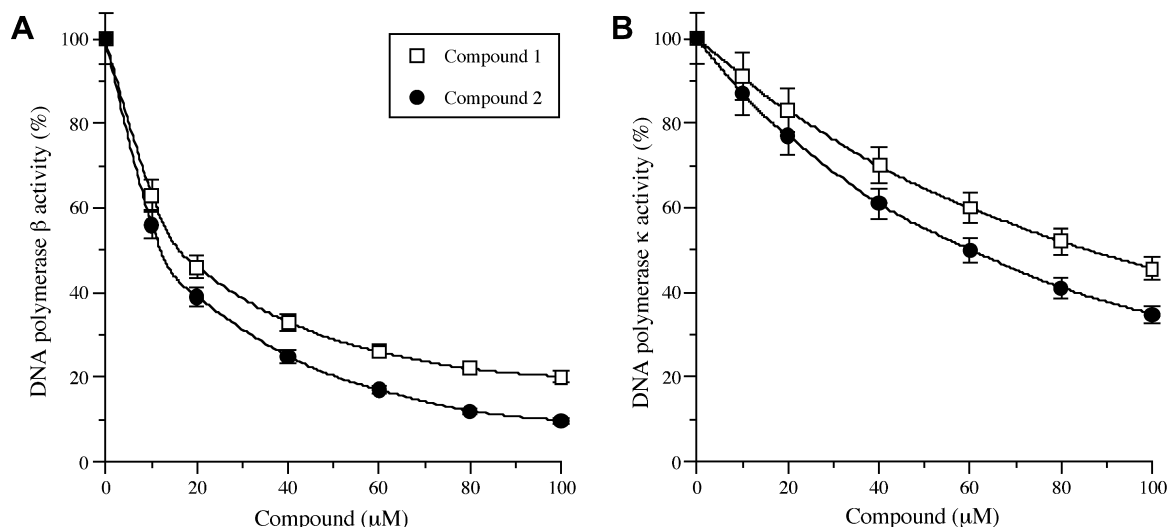 A
DNA polymerase β activity (%)
100
80
60
40
20
0
Compound 1
Compound 2
0 20 40 60 80 100
Compound (μM)
B
DNA polymerase κ activity (%)
100
80
60
40
20
0
0 20 40 60 80 100
Compound (μM)